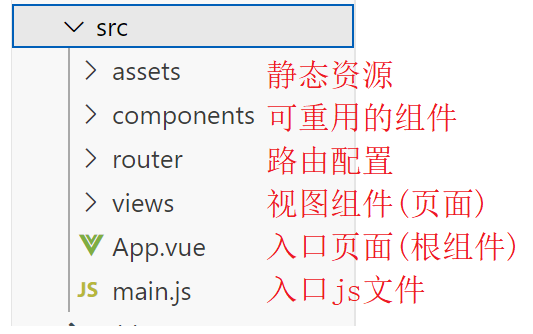 src
assets 静态资源
components 可重用的组件
router 路由配置
views 视图组件(页面)
App.vue 入口页面(根组件)
JS main.js 入口js文件